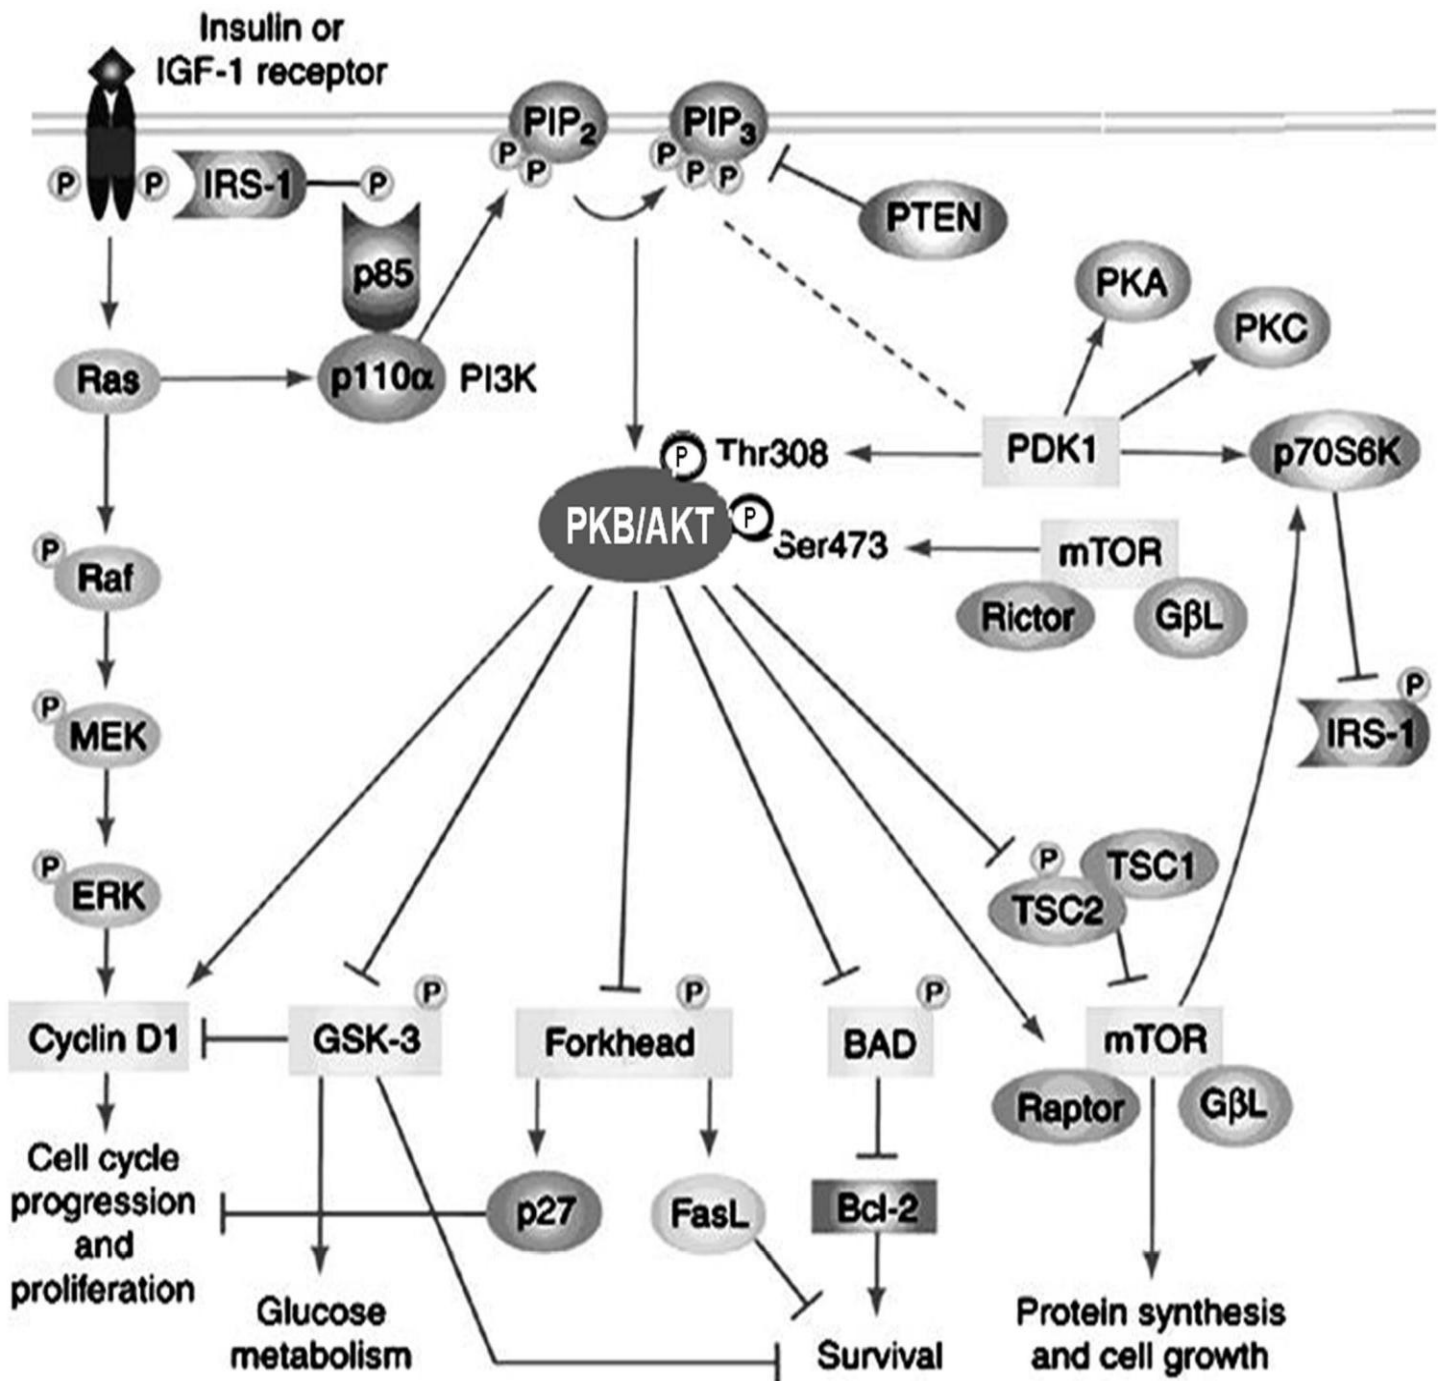 Insulin or
IGF-1 receptor
PIP2
PIP3
P
P
P
P
P
P
P
IRS-1
P
PTEN
p85
PKA
PKC
Ras
p110α
PI3K
P
Thr308
PDK1
p70S6K
PKB/AKT
P
Ser473
mTOR
Rictor
GβL
P
Raf
P
IRS-1
P
MEK
P
TSC1
TSC2
P
ERK
P
P
P
Cyclin D1
GSK-3
Forkhead
BAD
mTOR
Raptor
GβL
Cell cycle
progression
and
proliferation
p27
FasL
Bcl-2
Glucose
metabolism
Survival
Protein synthesis
and cell growth